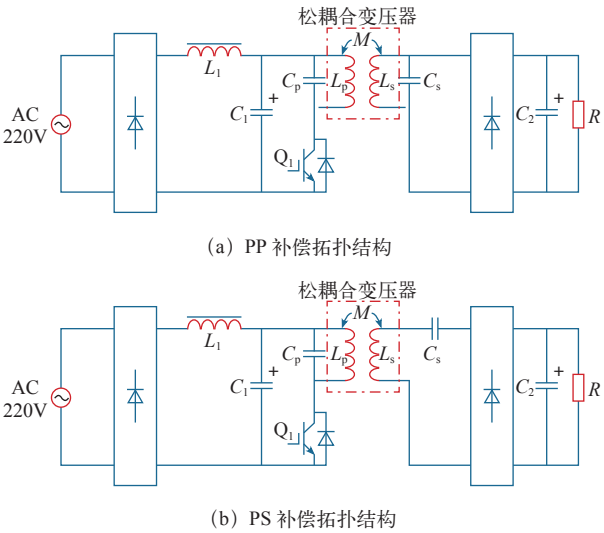 松耦合变压器
M
L₁
Cₚ
Lₚ
Lₛ
Cₛ
AC
220V
C₁
+
C₂
+
R
Q₁
（a）PP 补偿拓扑结构
松耦合变压器
M
L₁
Cₚ
Lₚ
Lₛ
Cₛ
AC
220V
C₁
+
C₂
+
R
Q₁
（b）PS 补偿拓扑结构